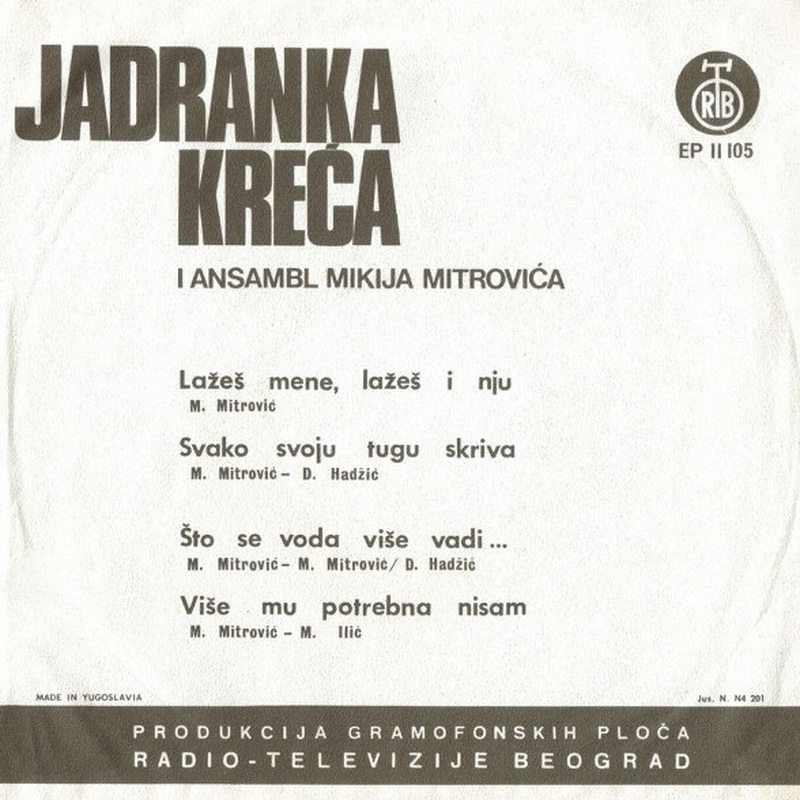 JADRANKA
KREĆA
I ANSAMBL MIKIJA MITROVIĆA
RTB
EP 11 105
Lažeš mene, lažeš i nju
M. Mitrović
Svako svoju tugu skriva
M. Mitrović – D. Hadžić
Što se voda više vadi ...
M. Mitrović – M. Mitrović/ D. Hadžić
Više mu potrebna nisam
M. Mitrović – M. Ilić
MADE IN YUGOSLAVIA
Jus. N. N4 201
PRODUKCIJA GRAMOFONSKIH PLOČA
RADIO-TELEVIZIJE BEOGRAD